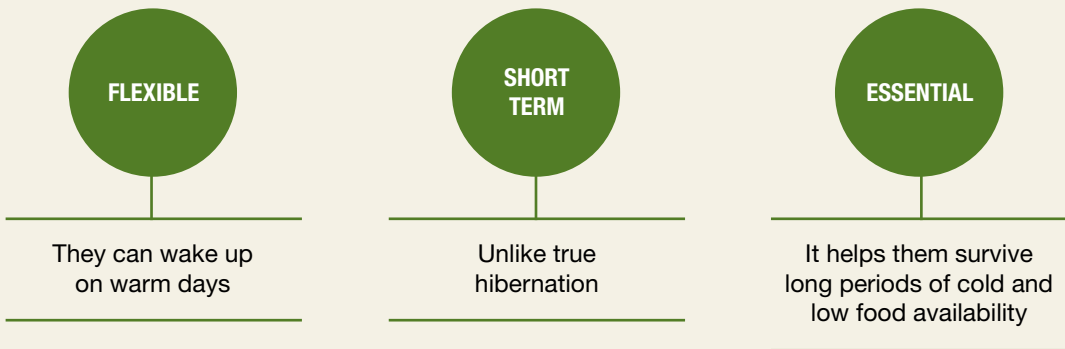 FLEXIBLE
They can wake up
on warm days
SHORT
TERM
Unlike true
hibernation
ESSENTIAL
It helps them survive
long periods of cold and
low food availability